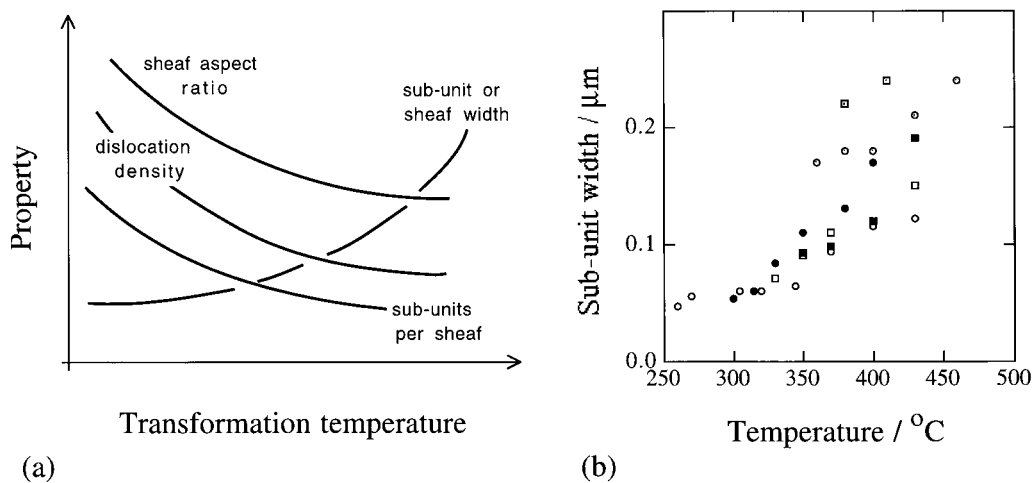 sheaf aspect
ratio
sub-unit or
sheaf width
dislocation
density
sub-units
per sheaf
Property
Transformation temperature
(a)
Sub-unit width / μm
0.2
0.1
0.0
250
300
350
400
450
500
Temperature / °C
(b)